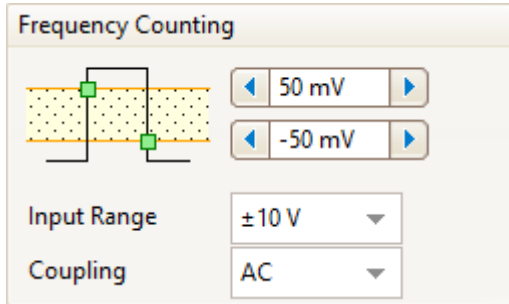 Frequency Counting
50 mV
-50 mV
Input Range ±10 V
Coupling AC